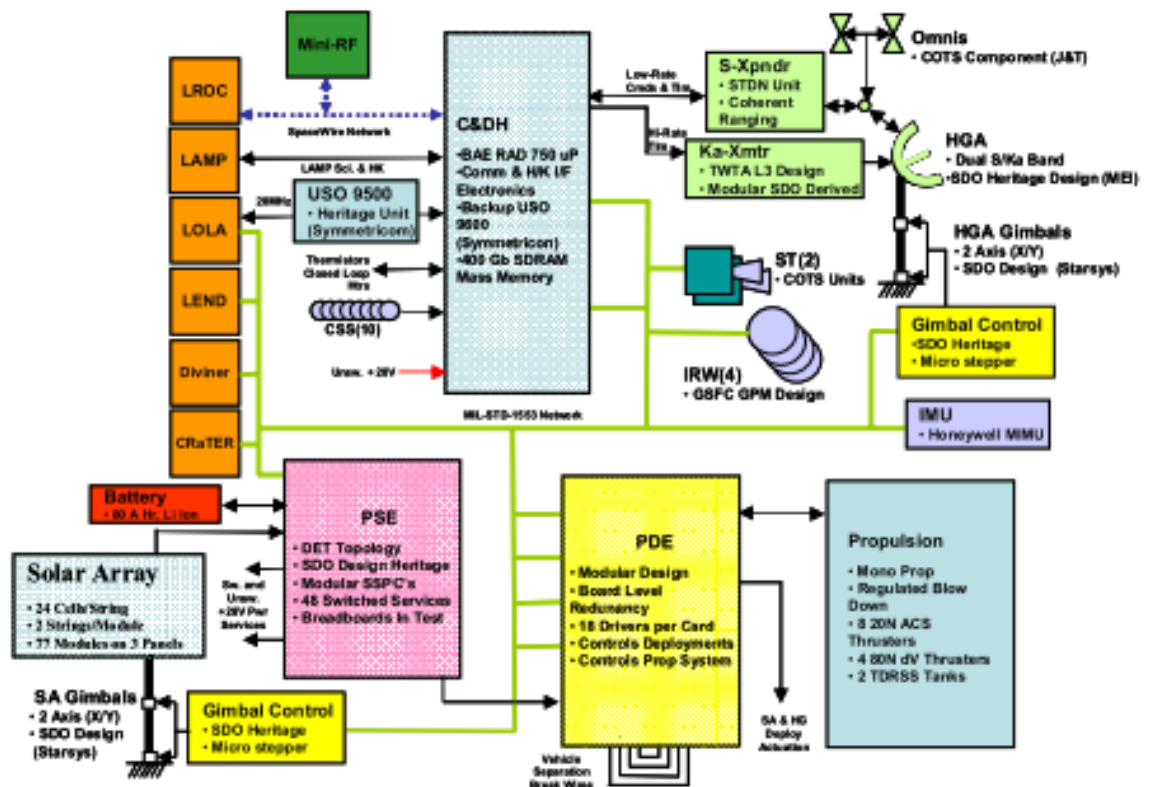 Mini-RF
LROC
SpaceWire Network
LAMP
LAMP Sci. & HK
20MHz
USO 9500
• Heritage Unit
(Symmetricom)
LOLA
Thermistors
Closed Loop
Htrs
LEND
CSS(10)
Diviner
Unsw. +28V
CRaTER
C&DH
•BAE RAD 750 uP
•Comm & H/K I/F
Electronics
•Backup USO
9600
(Symmetricon)
•400 Gb SDRAM
Mass Memory
Low-Rate
Cmds & Tlm
Hi-Rate
Tlm
S-Xpndr
• STDN Unit
• Coherent
Ranging
Ka-Xmtr
• TWTA L3 Design
• Modular SDO Derived
Omnis
• COTS Component (J&T)
HGA
• Dual S/Ka Band
•SDO Heritage Design (MEI)
HGA Gimbals
• 2 Axis (X/Y)
• SDO Design (Starsys)
ST(2)
• COTS Units
IRW(4)
• GSFC GPM Design
Gimbal Control
•SDO Heritage
• Micro stepper
IMU
• Honeywell MIMU
MIL-STD-1553 Network
Battery
• 80 A Hr. Li Ion
PSE
• DET Topology
• SDO Design Heritage
• Modular SSPC's
• 48 Switched Services
• Breadboards In Test
Sw. and
Unsw.
+28V Pwr
Services
Solar Array
• 24 Cells/String
• 2 Strings/Module
• 77 Modules on 3 Panels
SA Gimbals
• 2 Axis (X/Y)
• SDO Design
(Starsys)
Gimbal Control
• SDO Heritage
• Micro stepper
PDE
• Modular Design
• Board Level
Redunancy
• 18 Drivers per Card
• Controls Deployments
• Controls Prop System
Vehicle
Separation
Break Wires
SA & HG
Deploy
Actuation
Propulsion
• Mono Prop
• Regulated Blow
Down
• 8 20N ACS
Thrusters
• 4 80N dV Thrusters
• 2 TDRSS Tanks